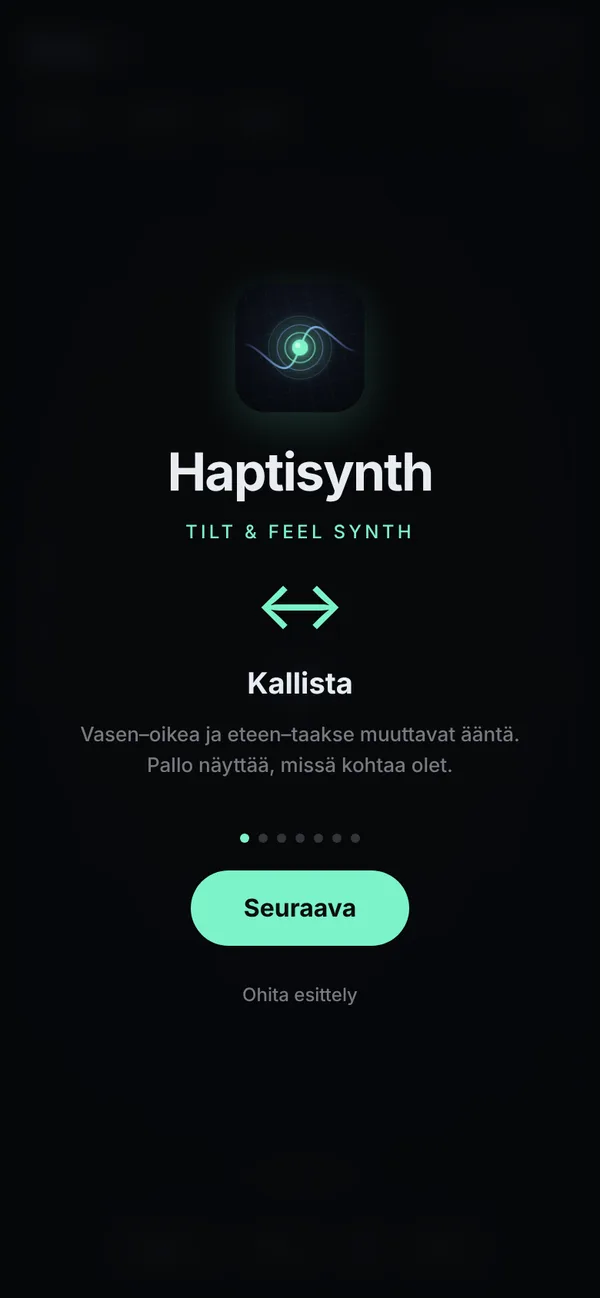 Haptisynth
TILT & FEEL SYNTH
Kallista
Vasen–oikea ja eteen–taakse muuttavat ääntä.
Pallo näyttää, missä kohtaa olet.
Seuraava
Ohita esittely